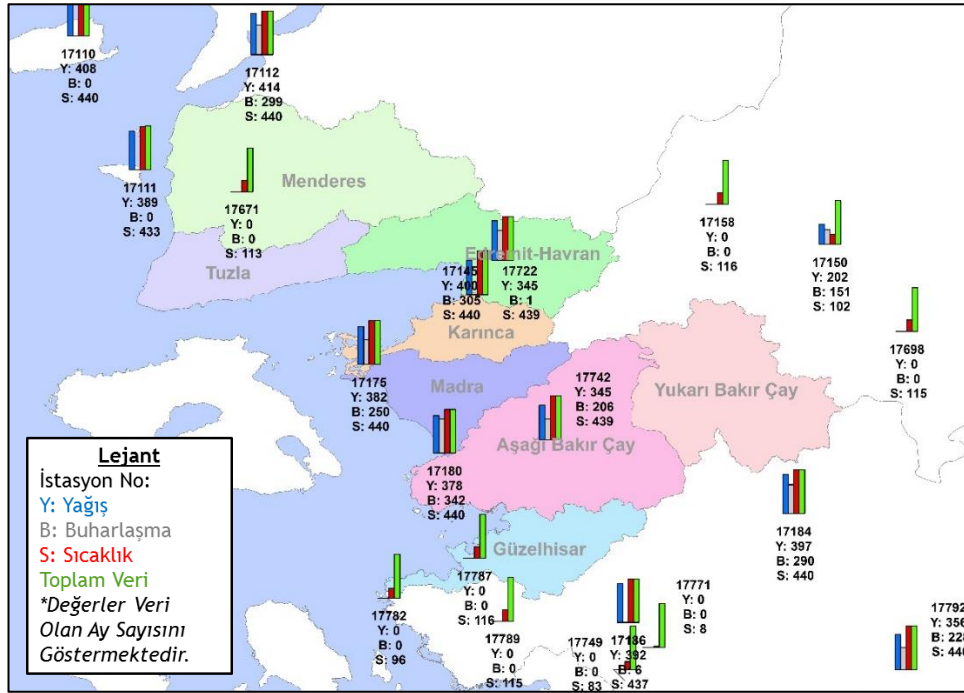 17110
Y: 408
B: 0
S: 440
17112
Y: 414
B: 299
S: 440
17111
Y: 389
B: 0
S: 433
Menderes
17671
Y: 0
B: 0
S: 113
Tuzla
17158
Y: 0
B: 0
S: 116
17150
Y: 202
B: 151
S: 102
Edremit-Havran
17145
Y: 400
B: 305
S: 440
17722
Y: 345
B: 1
S: 439
Karınca
17698
Y: 0
B: 0
S: 115
17175
Y: 382
B: 250
S: 440
Madra
17742
Y: 345
B: 206
S: 439
Yukarı Bakır Çay
Aşağı Bakır Çay
17180
Y: 378
B: 342
S: 440
17184
Y: 397
B: 290
S: 440
Güzelhisar
17787
Y: 0
B: 0
S: 116
17782
Y: 0
B: 0
S: 96
17789
Y: 0
B: 0
S: 115
17749
Y: 0
B: 0
S: 83
17186
Y: 392
B: 6
S: 437
17771
Y: 0
B: 0
S: 8
17792
Y: 356
B: 228
S: 440
Lejant
İstasyon No:
Y: Yağış
B: Buharlaşma
S: Sıcaklık
Toplam Veri
*Değerler Veri
Olan Ay Sayısını
Göstermektedir.